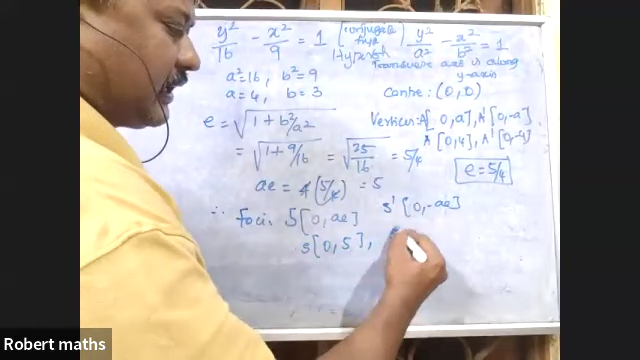 y²/16 - x²/9 = 1 (conjugate Hyperb y²/a² - x²/b² = 1
Transverse axis is along
y-axis
a²=16, b²=9
a=4, b=3
Centre: (0,0)
e = √(1 + b²/a²)
Vertices: A[0,a], A'[0,-a]
= √(1 + 9/16) = √(25/16) = 5/4
A[0,4], A'[0,-4]
e = 5/4
ae = 4(5/4) = 5
∴ Foci: S[0, ae] S'[0,-ae]
S[0, 5],
Robert maths